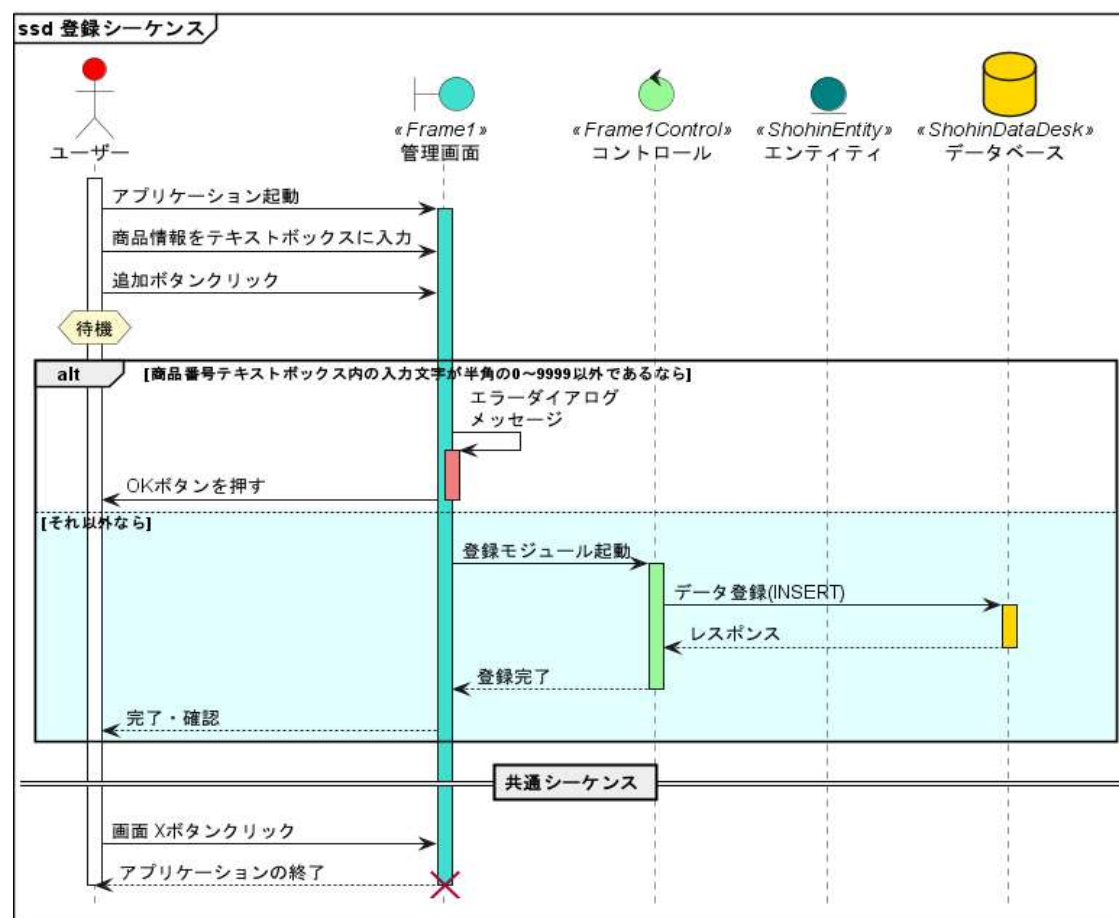 ssd 登録シーケンス
ユーザー
«Frame1»
管理画面
«Frame1Control»
コントロール
«ShohinEntity»
エンティティ
«ShohinDataDesk»
データベース
アプリケーション起動
商品情報をテキストボックスに入力
追加ボタンクリック
待機
alt
[商品番号テキストボックス内の入力文字が半角の0～9999以外であるなら]
エラーダイアログ
メッセージ
OKボタンを押す
[それ以外なら]
登録モジュール起動
データ登録(INSERT)
レスポンス
登録完了
完了・確認
共通シーケンス
画面 Xボタンクリック
アプリケーションの終了